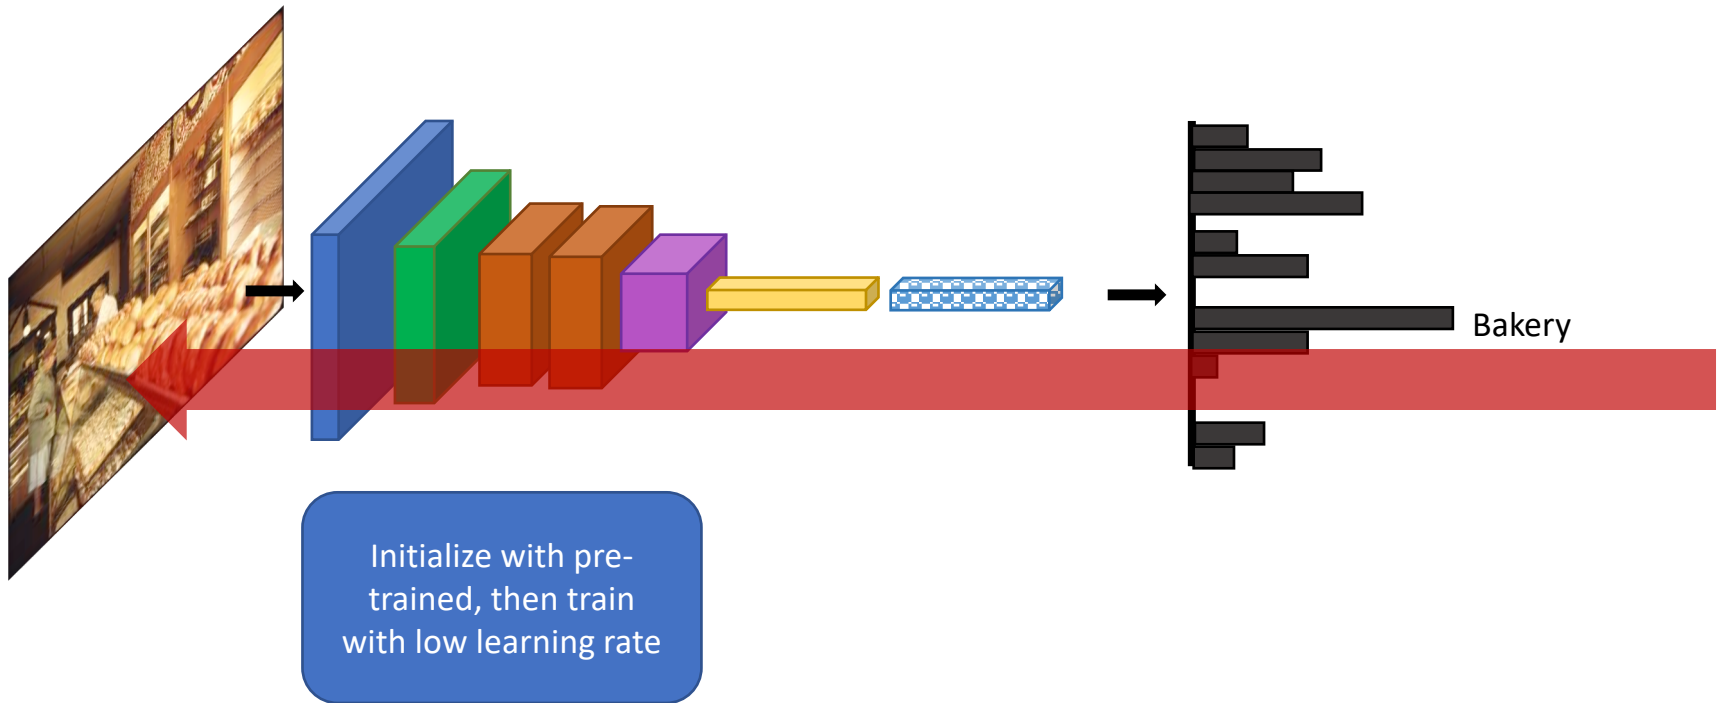 Bakery
Initialize with pre-
trained, then train
with low learning rate